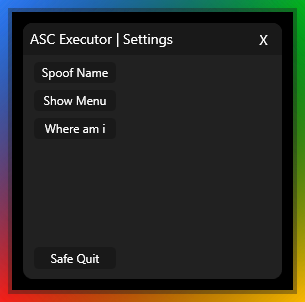 ASC Executor | Settings X
Spoof Name
Show Menu
Where am i
Safe Quit